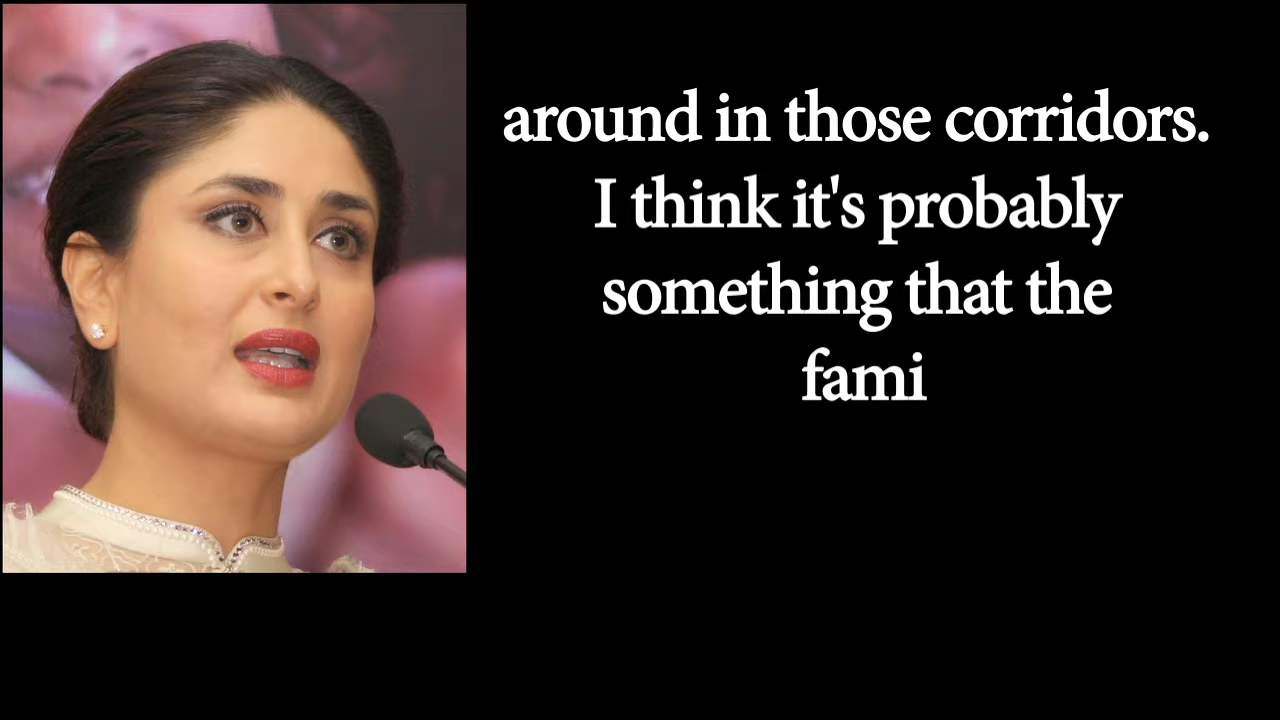 around in those corridors.
I think it's probably
something that the
fami